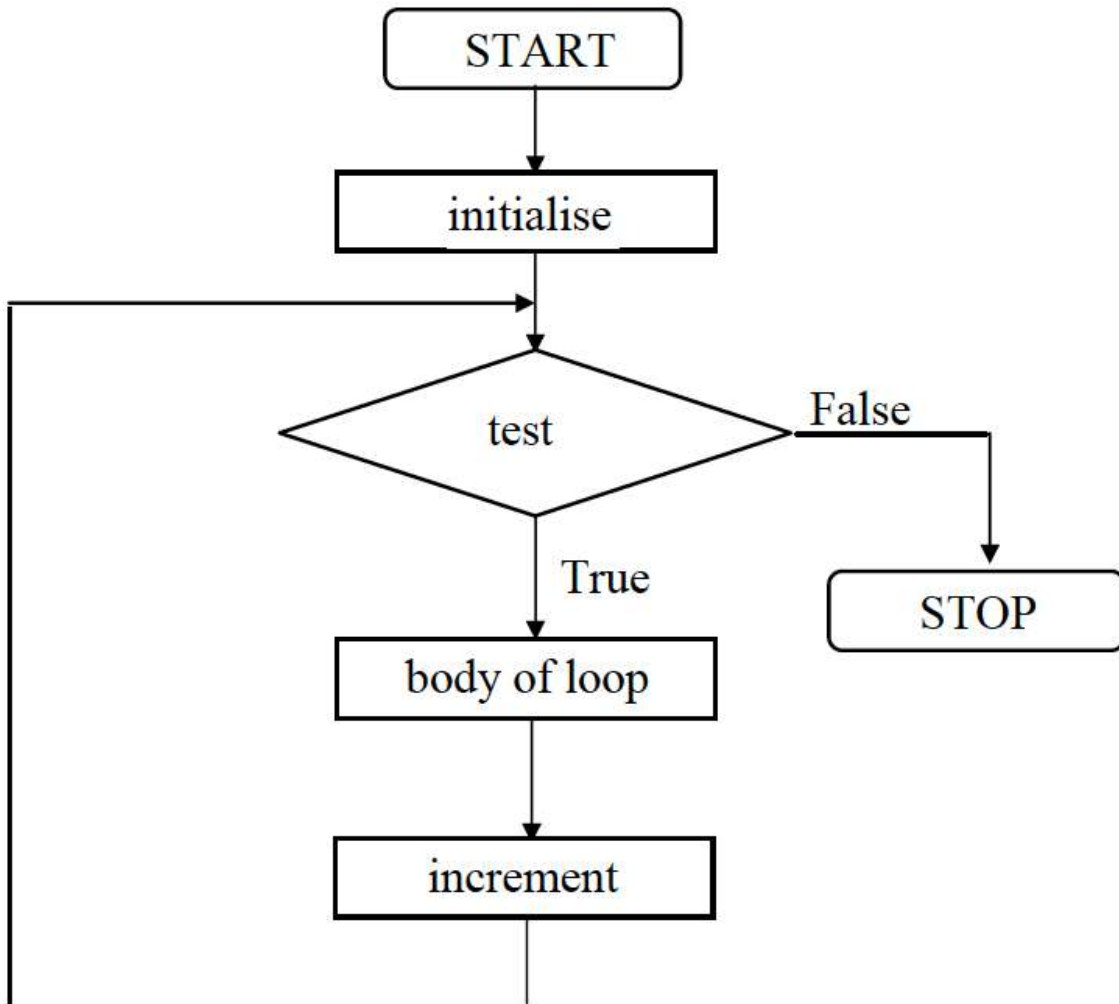 START
initialise
test
False
True
STOP
body of loop
increment